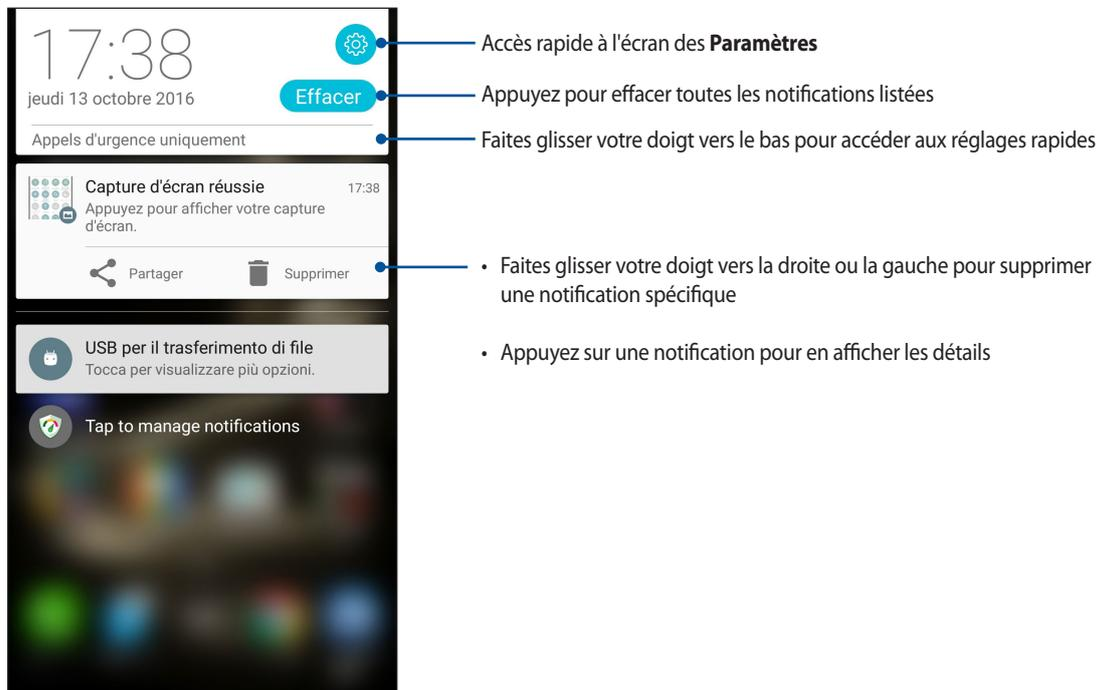 17:38
jeudi 13 octobre 2016
Effacer
Appels d'urgence uniquement
Capture d'écran réussie 17:38
Appuyez pour afficher votre capture
d'écran.
Partager Supprimer
USB per il trasferimento di file
Tocca per visualizzare più opzioni.
Tap to manage notifications
Accès rapide à l'écran des Paramètres
Appuyez pour effacer toutes les notifications listées
Faites glisser votre doigt vers le bas pour accéder aux réglages rapides
• Faites glisser votre doigt vers la droite ou la gauche pour supprimer
une notification spécifique
• Appuyez sur une notification pour en afficher les détails